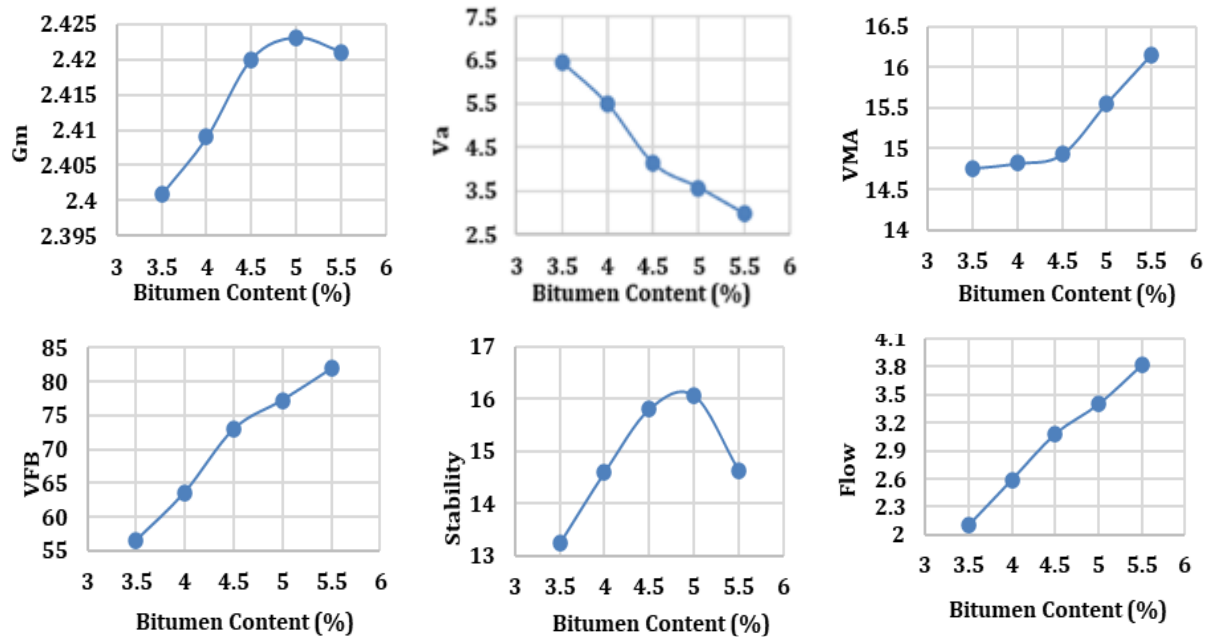 Gm
2.425
2.42
2.415
2.41
2.405
2.4
2.395
3 3.5 4 4.5 5 5.5 6
Bitumen Content (%)
Va
7.5
6.5
5.5
4.5
3.5
2.5
3 3.5 4 4.5 5 5.5 6
Bitumen Content (%)
VMA
16.5
16
15.5
15
14.5
14
3 3.5 4 4.5 5 5.5 6
Bitumen Content (%)
VFB
85
80
75
70
65
60
55
3 3.5 4 4.5 5 5.5 6
Bitumen Content (%)
Stability
17
16
15
14
13
3 3.5 4 4.5 5 5.5 6
Bitumen Content (%)
Flow
4.1
3.8
3.5
3.2
2.9
2.6
2.3
2
3 3.5 4 4.5 5 5.5 6
Bitumen Content (%)